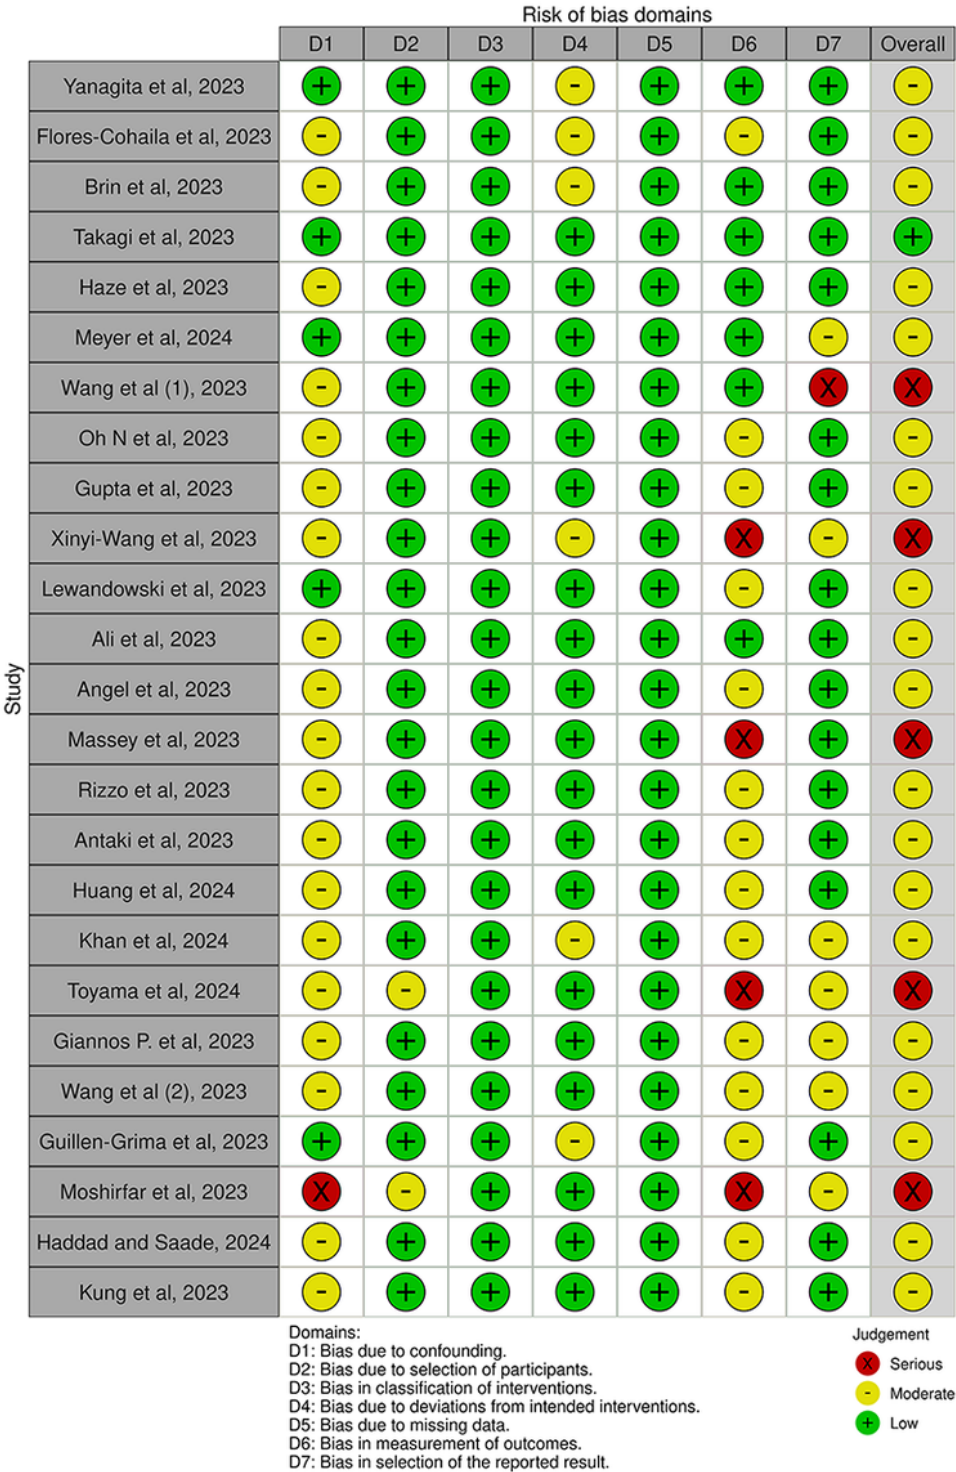 Risk of bias domains
D1 D2 D3 D4 D5 D6 D7 Overall
Yanagita et al, 2023 + + + - + + + -
Flores-Cohaila et al, 2023 - + + - + - + -
Brin et al, 2023 - + + - + + + -
Takagi et al, 2023 + + + + + + + +
Haze et al, 2023 - + + + + + + -
Meyer et al, 2024 + + + + + + - -
Wang et al (1), 2023 - + + + + + X X
Oh N et al, 2023 - + + + + - + -
Gupta et al, 2023 - + + + + - + -
Xinyi-Wang et al, 2023 - + + - + X - X
Lewandowski et al, 2023 + + + + + - + -
Ali et al, 2023 - + + + + + + -
Angel et al, 2023 - + + + + - + -
Massey et al, 2023 - + + + + X + X
Rizzo et al, 2023 - + + + + - + -
Antaki et al, 2023 - + + + + - + -
Huang et al, 2024 - + + + + - + -
Khan et al, 2024 - + + - + - - -
Toyama et al, 2024 - - + + + X - X
Giannos P. et al, 2023 - + + + + - - -
Wang et al (2), 2023 - + + + + - - -
Guillen-Grima et al, 2023 + + + - + - + -
Moshirfar et al, 2023 X - + + + X - X
Haddad and Saade, 2024 - + + + + - + -
Kung et al, 2023 - + + + + - + -
Study
Domains:
D1: Bias due to confounding.
D2: Bias due to selection of participants.
D3: Bias in classification of interventions.
D4: Bias due to deviations from intended interventions.
D5: Bias due to missing data.
D6: Bias in measurement of outcomes.
D7: Bias in selection of the reported result.
Judgement
X Serious
- Moderate
+ Low